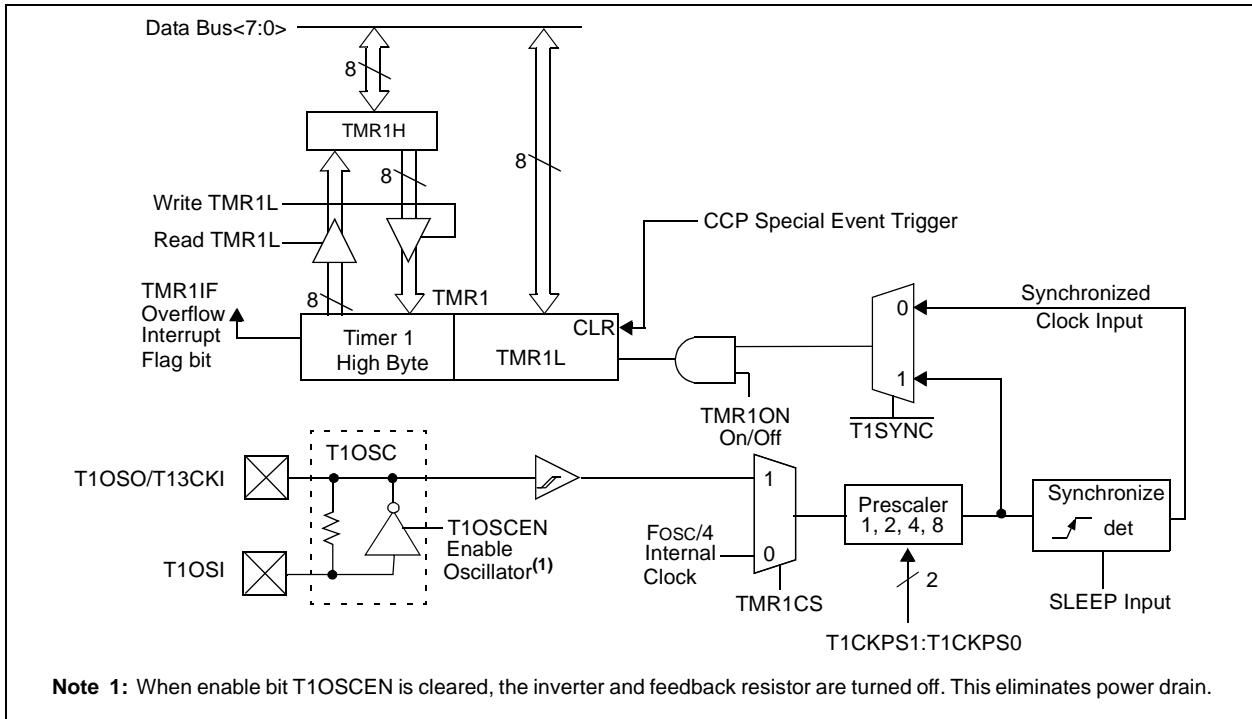 Data Bus<7:0>
8
TMR1H
8
8
Write TMR1L
Read TMR1L
CCP Special Event Trigger
TMR1IF
Overflow
Interrupt
Flag bit
8
TMR1
Timer 1
High Byte
TMR1L
CLR
0
1
Synchronized
Clock Input
TMR1ON
On/Off
T1SYNC
T1OSC
T1OSO/T13CKI
T1OSI
T1OSCEN
Enable
Oscillator(1)
FOSC/4
Internal
Clock
1
0
TMR1CS
Prescaler
1, 2, 4, 8
2
T1CKPS1:T1CKPS0
Synchronize
det
SLEEP Input
Note 1: When enable bit T1OSCEN is cleared, the inverter and feedback resistor are turned off. This eliminates power drain.